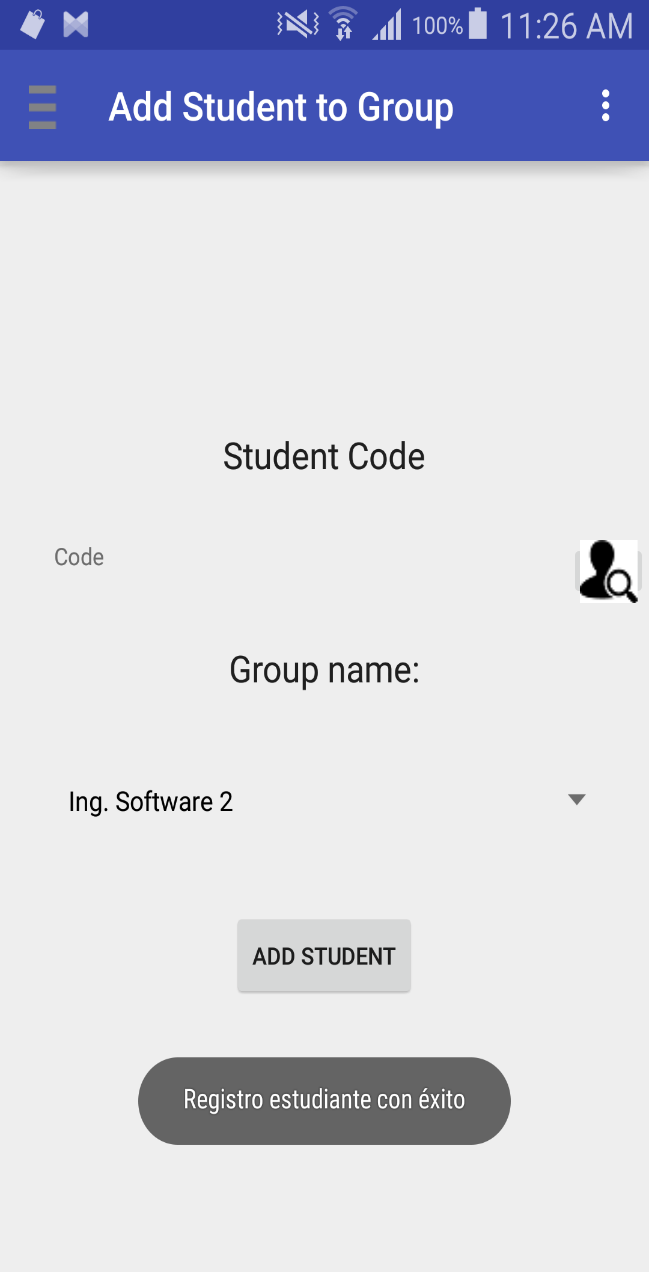 100% 11:26 AM
Add Student to Group
Student Code
Code
Group name:
Ing. Software 2
ADD STUDENT
Registro estudiante con éxito